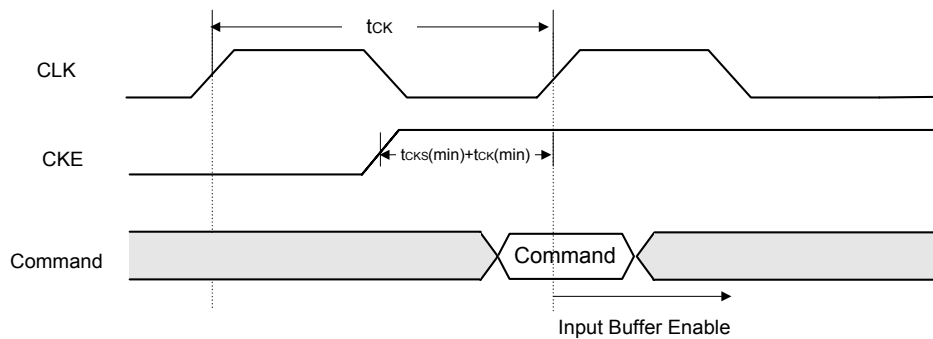 tCK
CLK
CKE
tCKS(min)+tCK(min)
Command
Command
Input Buffer Enable